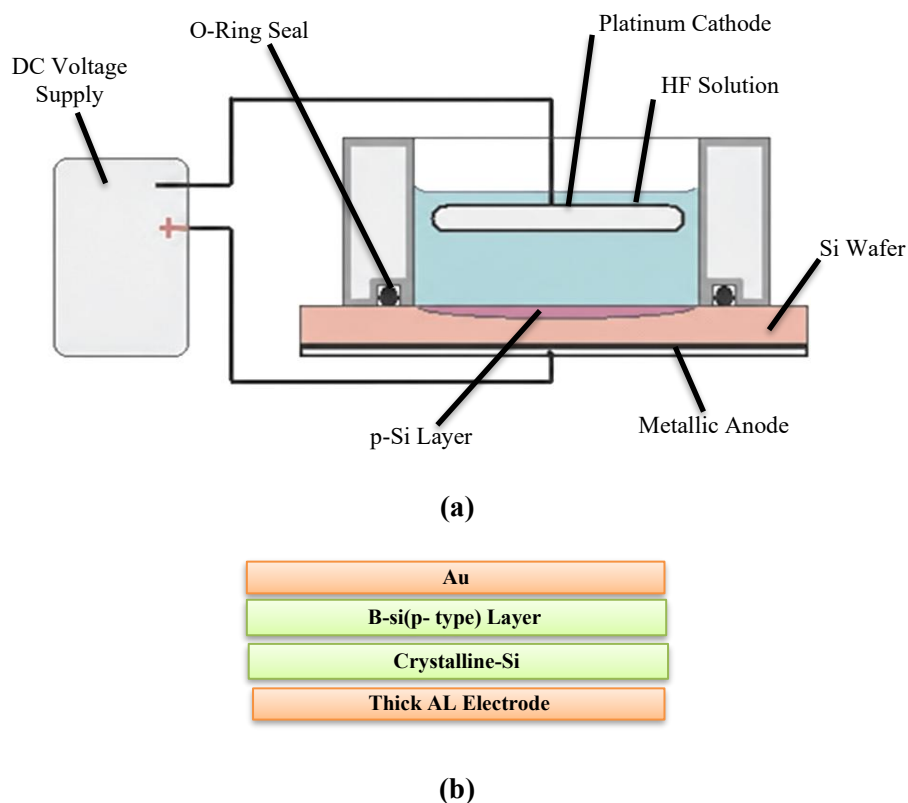 O-Ring Seal
Platinum Cathode
DC Voltage
Supply
HF Solution
+
Si Wafer
p-Si Layer
Metallic Anode
(a)
Au
B-si(p- type) Layer
Crystalline-Si
Thick AL Electrode
(b)